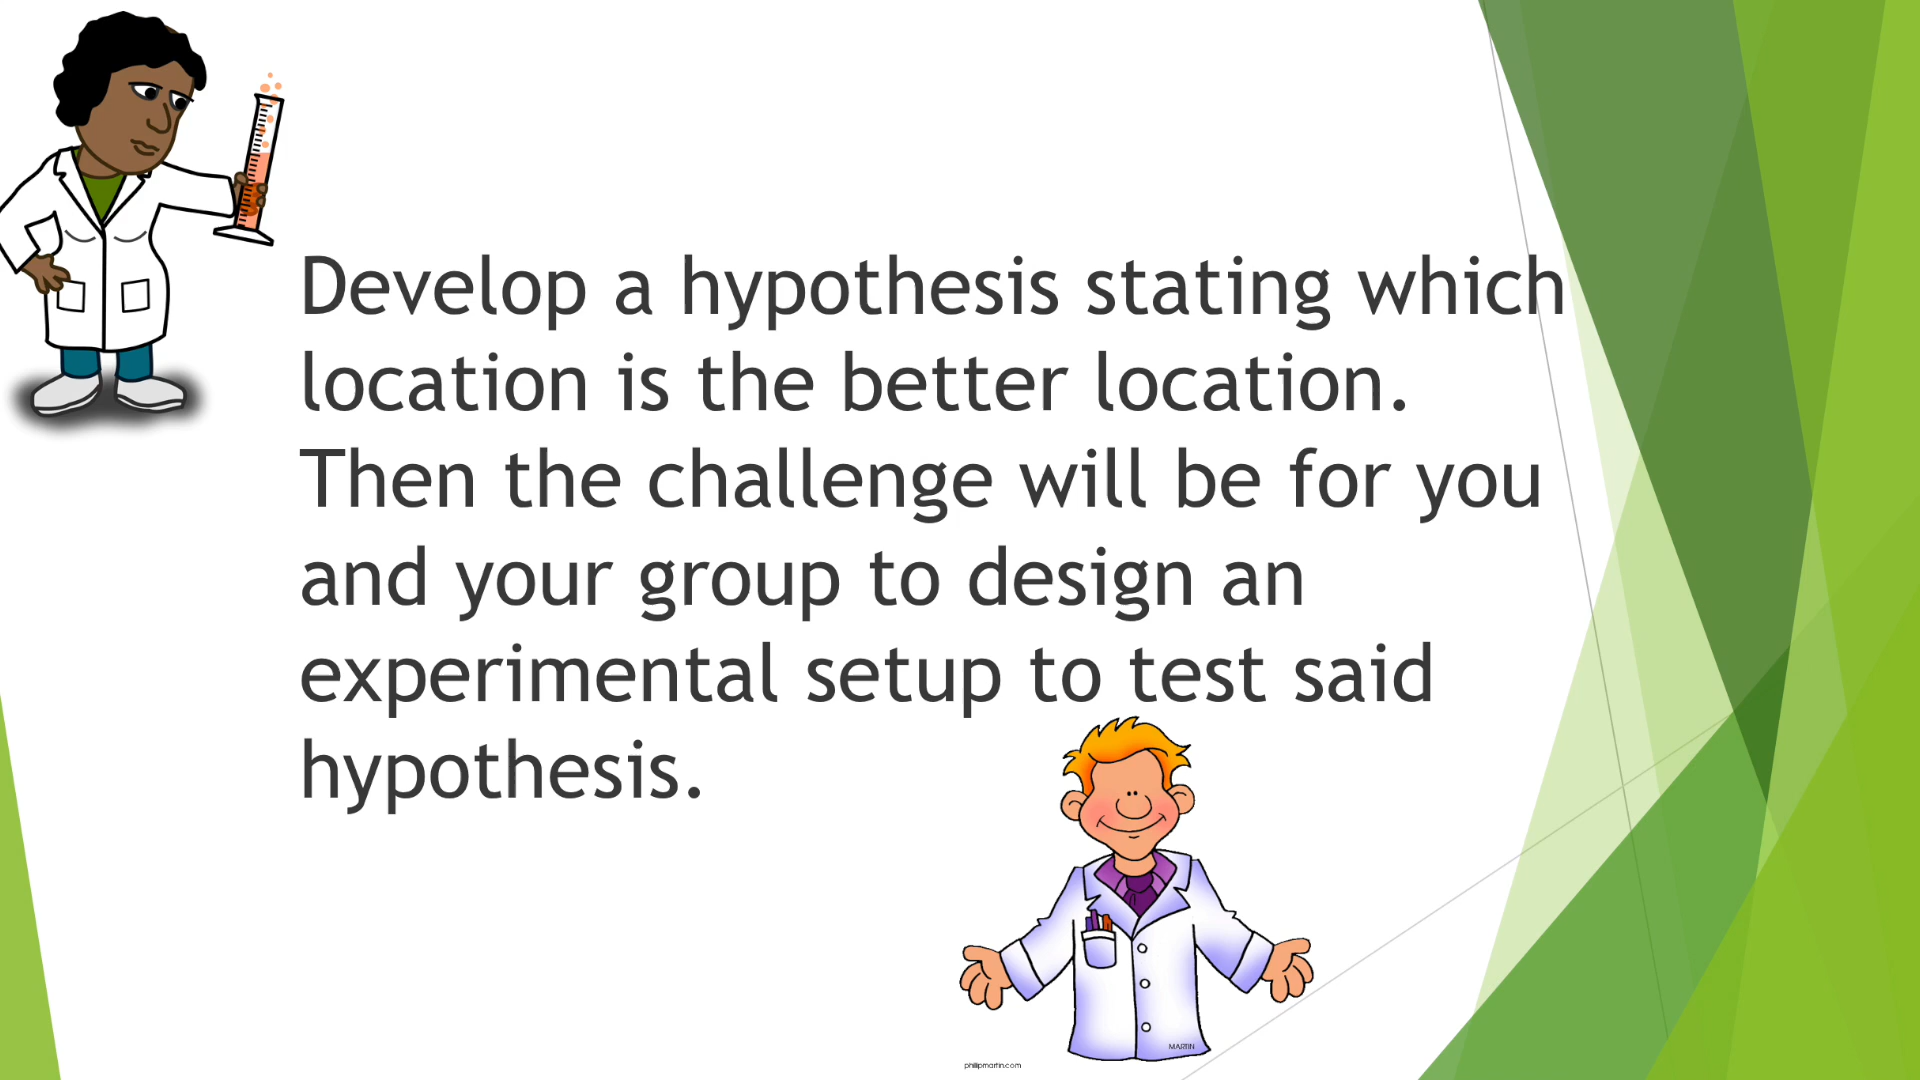 Develop a hypothesis stating which
location is the better location.
Then the challenge will be for you
and your group to design an
experimental setup to test said
hypothesis.
MARTIN
phillipmartin.com